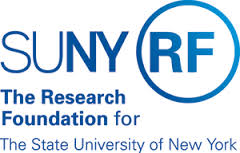 SUNY RF
The Research
Foundation for
The State University of New York